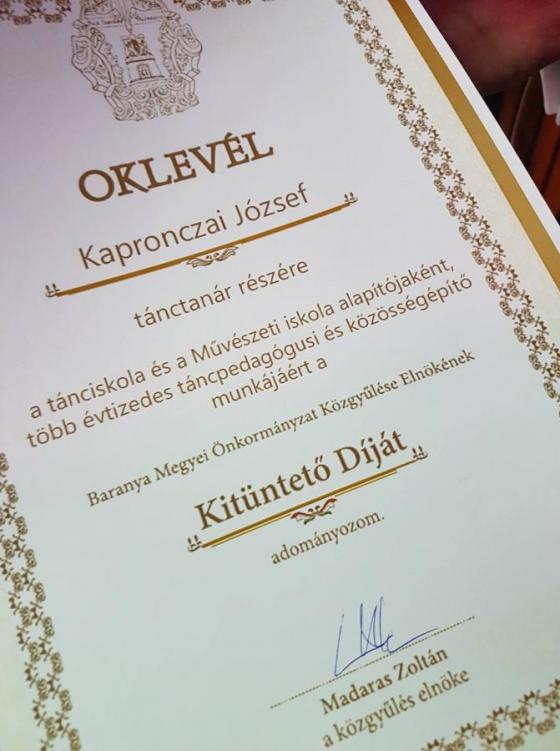 OKLEVÉL
Kapronczai József
tánctanár részére
a tánciskola és a Művészeti iskola alapítójaként,
több évtizedes táncpedagógusi és közösségépítő
munkájáért a
Baranya Megyei Önkormányzat Közgyűlése Elnökének
Kitüntető Díját
adományozom.
Madaras Zoltán
a közgyűlés elnöke